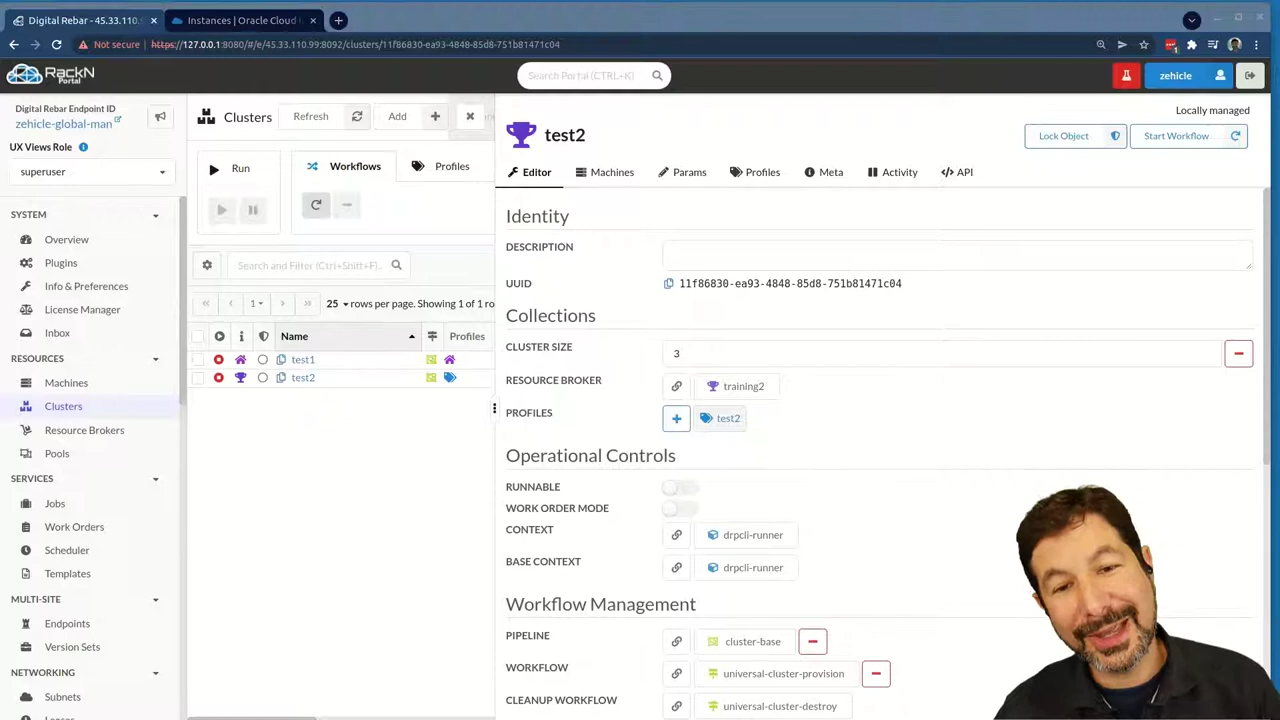 Digital Rebar - 45.33.110.9
Instances | Oracle Cloud
Not secure https://127.0.0.1:8080/#/e/45.33.110.99:8092/clusters/11f86830-ea93-4848-85d8-751b81471c04
RackN
Portal
Search Portal (CTRL+K)
zehicle
Digital Rebar Endpoint ID
zehicle-global-man
UX Views Role
superuser
SYSTEM
Overview
Plugins
Info & Preferences
License Manager
Inbox
RESOURCES
Machines
Clusters
Resource Brokers
Pools
SERVICES
Jobs
Work Orders
Scheduler
Templates
MULTI-SITE
Endpoints
Version Sets
NETWORKING
Subnets
Clusters Refresh Add
Run
Workflows Profiles
Search and Filter (Ctrl+Shift+F)
1 25 rows per page. Showing 1 of 1 ro
Name Profiles
test1
test2
Locally managed
test2
Lock Object Start Workflow
Editor Machines Params Profiles Meta Activity API
Identity
DESCRIPTION
UUID 11f86830-ea93-4848-85d8-751b81471c04
Collections
CLUSTER SIZE 3
RESOURCE BROKER training2
PROFILES test2
Operational Controls
RUNNABLE
WORK ORDER MODE
CONTEXT drpcli-runner
BASE CONTEXT drpcli-runner
Workflow Management
PIPELINE cluster-base
WORKFLOW universal-cluster-provision
CLEANUP WORKFLOW universal-cluster-destroy